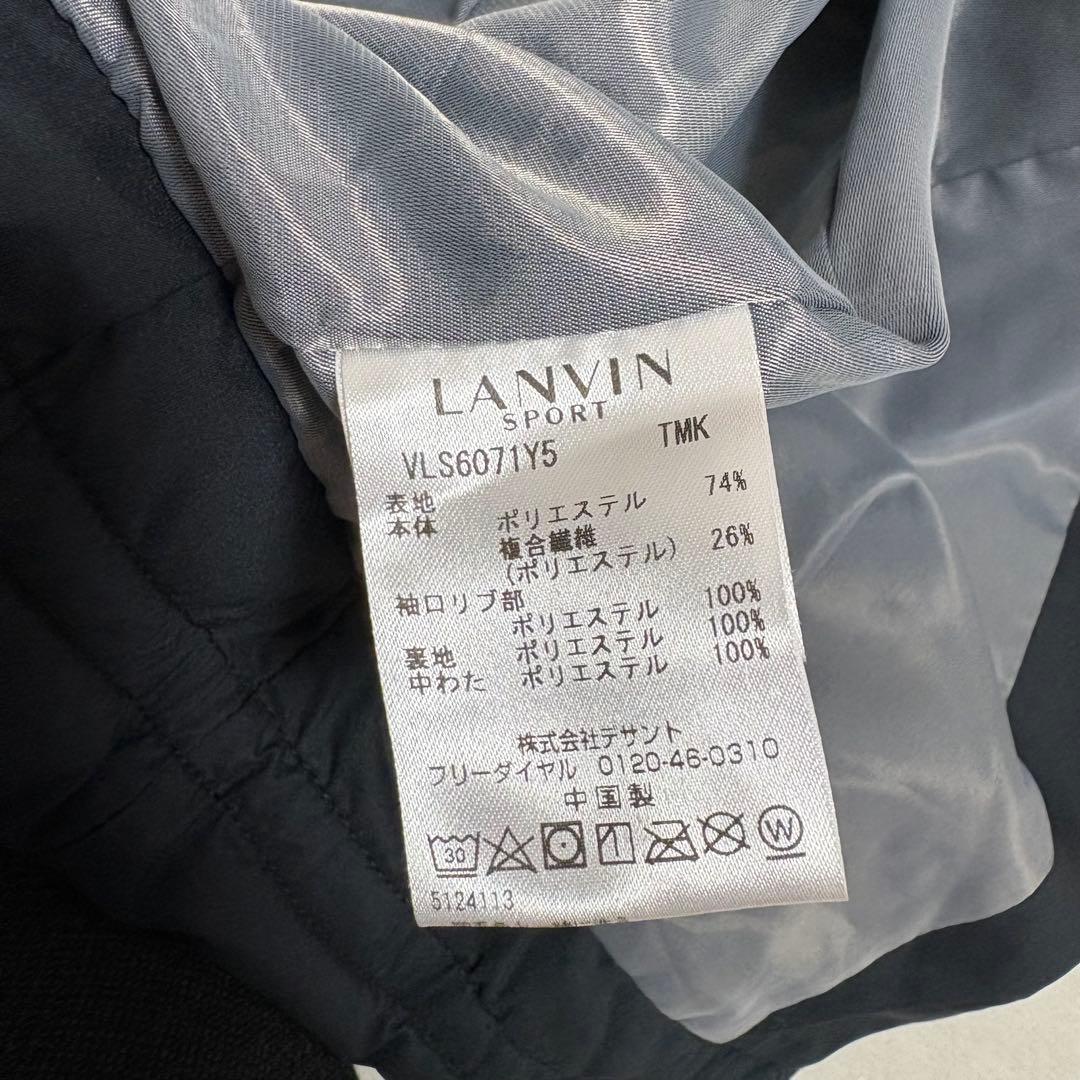 LANVIN
SPORT
VLS6071Y5 TMK
表地
本体 ポリエステル 74%
複合繊維
(ポリエステル) 26%
袖口リブ部
ポリエステル 100%
裏地 ポリエステル 100%
中わた ポリエステル 100%
株式会社デサント
フリーダイヤル 0120-46-0310
中国製
30 W
5124113